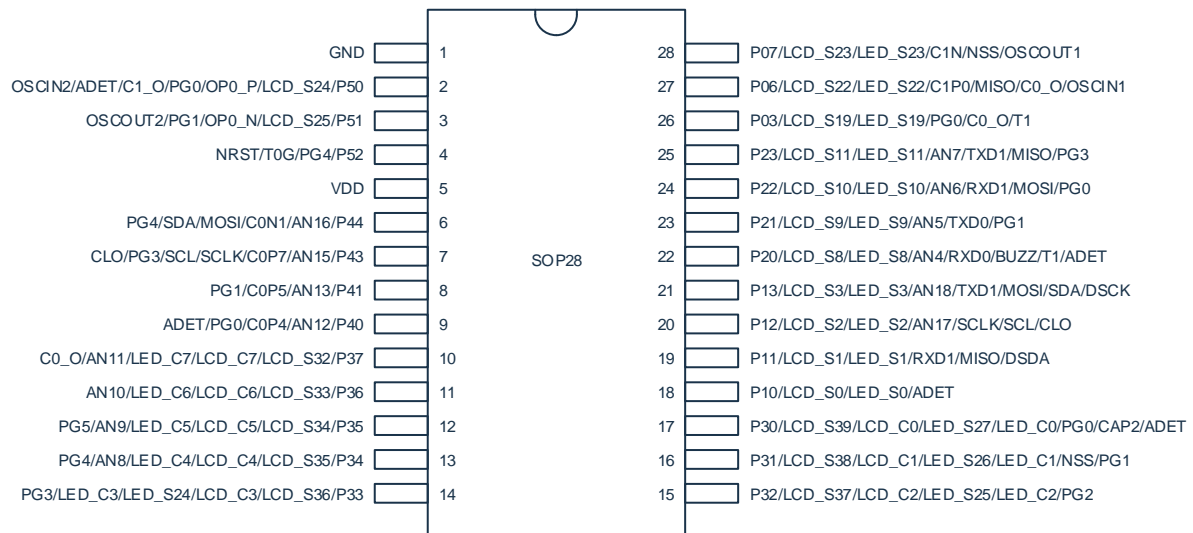 GND 1 28 P07/LCD_S23/LED_S23/C1N/NSS/OSCOUT1
OSCIN2/ADET/C1_O/PG0/OP0_P/LCD_S24/P50 2 27 P06/LCD_S22/LED_S22/C1P0/MISO/C0_O/OSCIN1
OSCOUT2/PG1/OP0_N/LCD_S25/P51 3 26 P03/LCD_S19/LED_S19/PG0/C0_O/T1
NRST/T0G/PG4/P52 4 25 P23/LCD_S11/LED_S11/AN7/TXD1/MISO/PG3
VDD 5 24 P22/LCD_S10/LED_S10/AN6/RXD1/MOSI/PG0
PG4/SDA/MOSI/C0N1/AN16/P44 6 23 P21/LCD_S9/LED_S9/AN5/TXD0/PG1
CLO/PG3/SCL/SCLK/C0P7/AN15/P43 7 SOP28 22 P20/LCD_S8/LED_S8/AN4/RXD0/BUZZ/T1/ADET
PG1/C0P5/AN13/P41 8 21 P13/LCD_S3/LED_S3/AN18/TXD1/MOSI/SDA/DSCK
ADET/PG0/C0P4/AN12/P40 9 20 P12/LCD_S2/LED_S2/AN17/SCLK/SCL/CLO
C0_O/AN11/LED_C7/LCD_C7/LCD_S32/P37 10 19 P11/LCD_S1/LED_S1/RXD1/MISO/DSDA
AN10/LED_C6/LCD_C6/LCD_S33/P36 11 18 P10/LCD_S0/LED_S0/ADET
PG5/AN9/LED_C5/LCD_C5/LCD_S34/P35 12 17 P30/LCD_S39/LCD_C0/LED_S27/LED_C0/PG0/CAP2/ADET
PG4/AN8/LED_C4/LCD_C4/LCD_S35/P34 13 16 P31/LCD_S38/LCD_C1/LED_S26/LED_C1/NSS/PG1
PG3/LED_C3/LED_S24/LCD_C3/LCD_S36/P33 14 15 P32/LCD_S37/LCD_C2/LED_S25/LED_C2/PG2